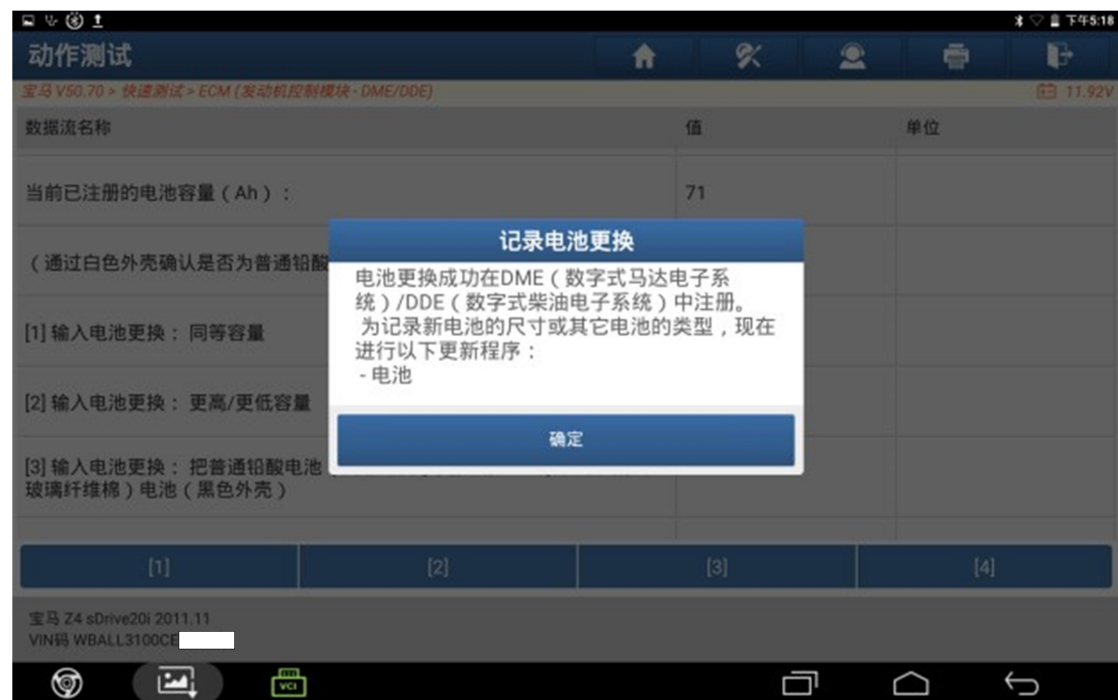 下午5:18
动作测试
宝马 V50.70 > 快速测试 > ECM (发动机控制模块 - DME/DDE)
11.92V
数据流名称
值
单位
当前已注册的电池容量（Ah）：
71
（通过白色外壳确认是否为普通铅酸
[1] 输入电池更换： 同等容量
[2] 输入电池更换： 更高/更低容量
[3] 输入电池更换： 把普通铅酸电池
玻璃纤维棉）电池（黑色外壳）
记录电池更换
电池更换成功在DME（数字式马达电子系
统）/DDE（数字式柴油电子系统）中注册。
为记录新电池的尺寸或其它电池的类型，现在
进行以下更新程序：
- 电池
确定
[1]
[2]
[3]
[4]
宝马 Z4 sDrive20i 2011.11
VIN码 WBALL3100CE
VCI